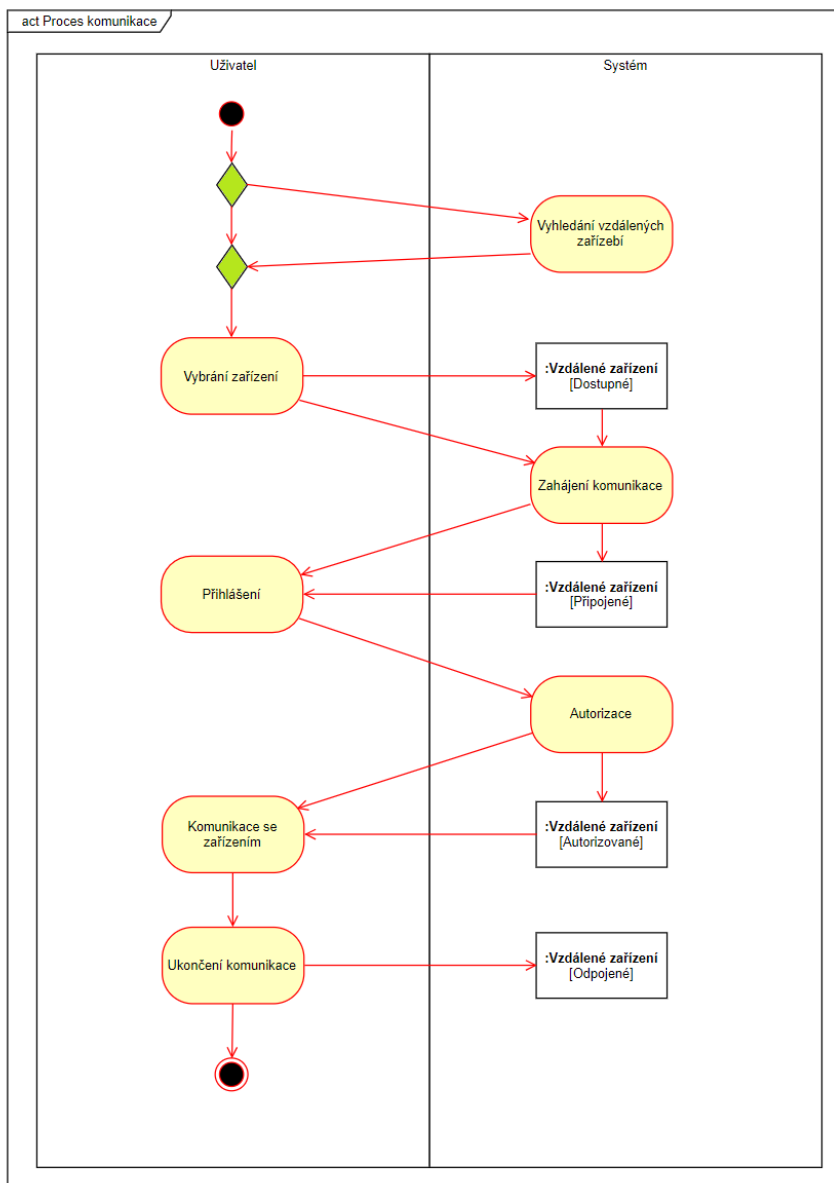 act Proces komunikace
Uživatel
Systém
Vyhledání vzdálených
zařízebí
Vybrání zařízení
:Vzdálené zařízení
[Dostupné]
Zahájení komunikace
Přihlášení
:Vzdálené zařízení
[Připojené]
Autorizace
Komunikace se
zařízením
:Vzdálené zařízení
[Autorizované]
Ukončení komunikace
:Vzdálené zařízení
[Odpojené]